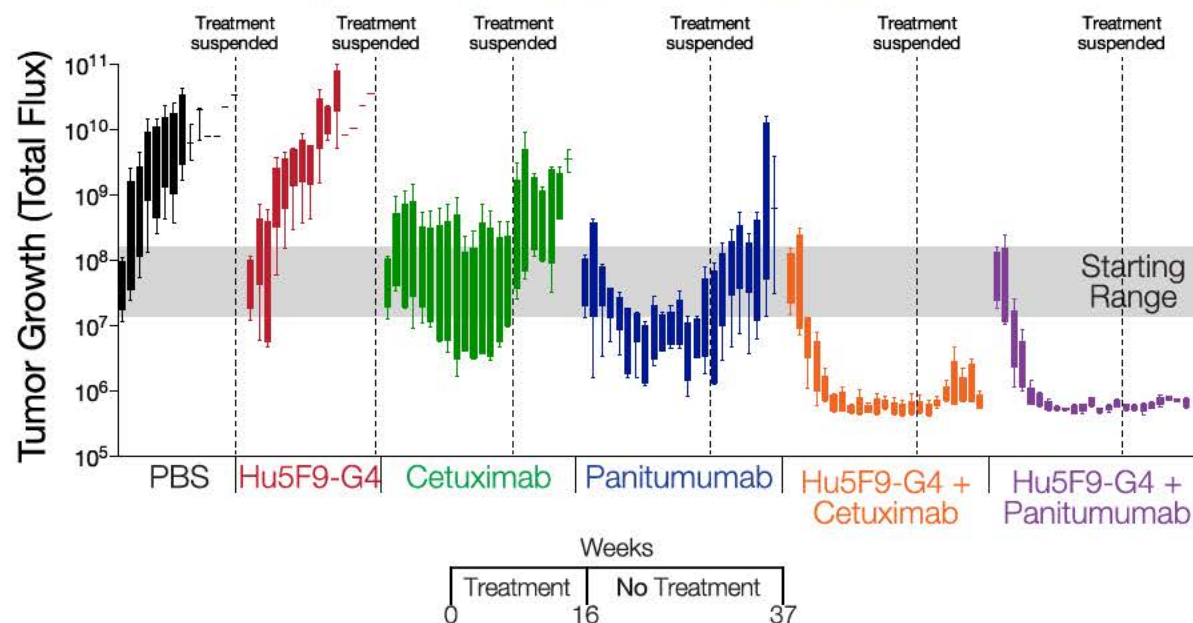 Treatment
suspended
Treatment
suspended
Treatment
suspended
Treatment
suspended
Treatment
suspended
Treatment
suspended
Tumor Growth (Total Flux)
10¹¹
10¹⁰
10⁹
10⁸
10⁷
10⁶
10⁵
Starting
Range
PBS
Hu5F9-G4
Cetuximab
Panitumumab
Hu5F9-G4 +
Cetuximab
Hu5F9-G4 +
Panitumumab
Weeks
Treatment
No Treatment
0
16
37